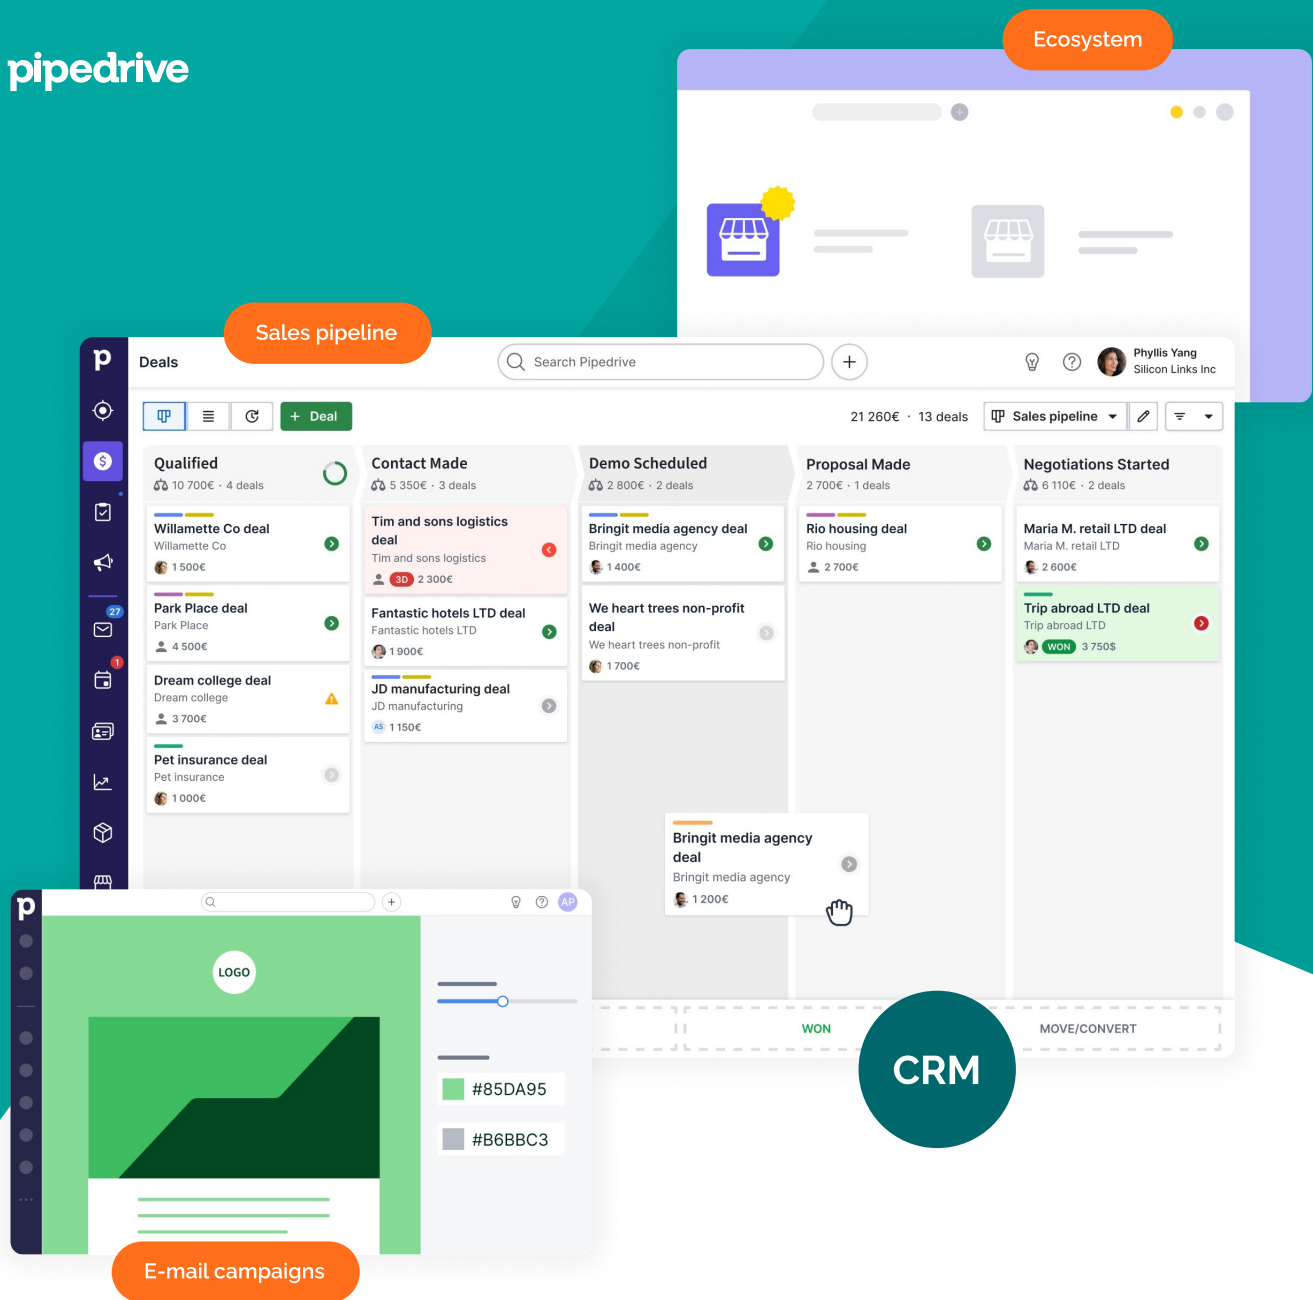 pipedrive
Ecosystem
Sales pipeline
p
Deals
Search Pipedrive
Phyllis Yang
Silicon Links Inc
+ Deal
21 260€ · 13 deals
Sales pipeline
Qualified
10 700€ · 4 deals
Willamette Co deal
Willamette Co
1 500€
Park Place deal
Park Place
4 500€
Dream college deal
Dream college
3 700€
Pet insurance deal
Pet insurance
1 000€
Contact Made
5 350€ · 3 deals
Tim and sons logistics
deal
Tim and sons logistics
3D 2 300€
Fantastic hotels LTD deal
Fantastic hotels LTD
1 900€
JD manufacturing deal
JD manufacturing
AS 1 150€
Demo Scheduled
2 800€ · 2 deals
Bringit media agency deal
Bringit media agency
1 400€
We heart trees non-profit
deal
We heart trees non-profit
1 700€
Bringit media agency
deal
Bringit media agency
1 200€
Proposal Made
2 700€ · 1 deals
Rio housing deal
Rio housing
2 700€
Negotiations Started
6 110€ · 2 deals
Maria M. retail LTD deal
Maria M. retail LTD
2 600€
Trip abroad LTD deal
Trip abroad LTD
WON 3 750$
27
1
WON
MOVE/CONVERT
CRM
p
AP
LOGO
#85DA95
#B6BBC3
E-mail campaigns